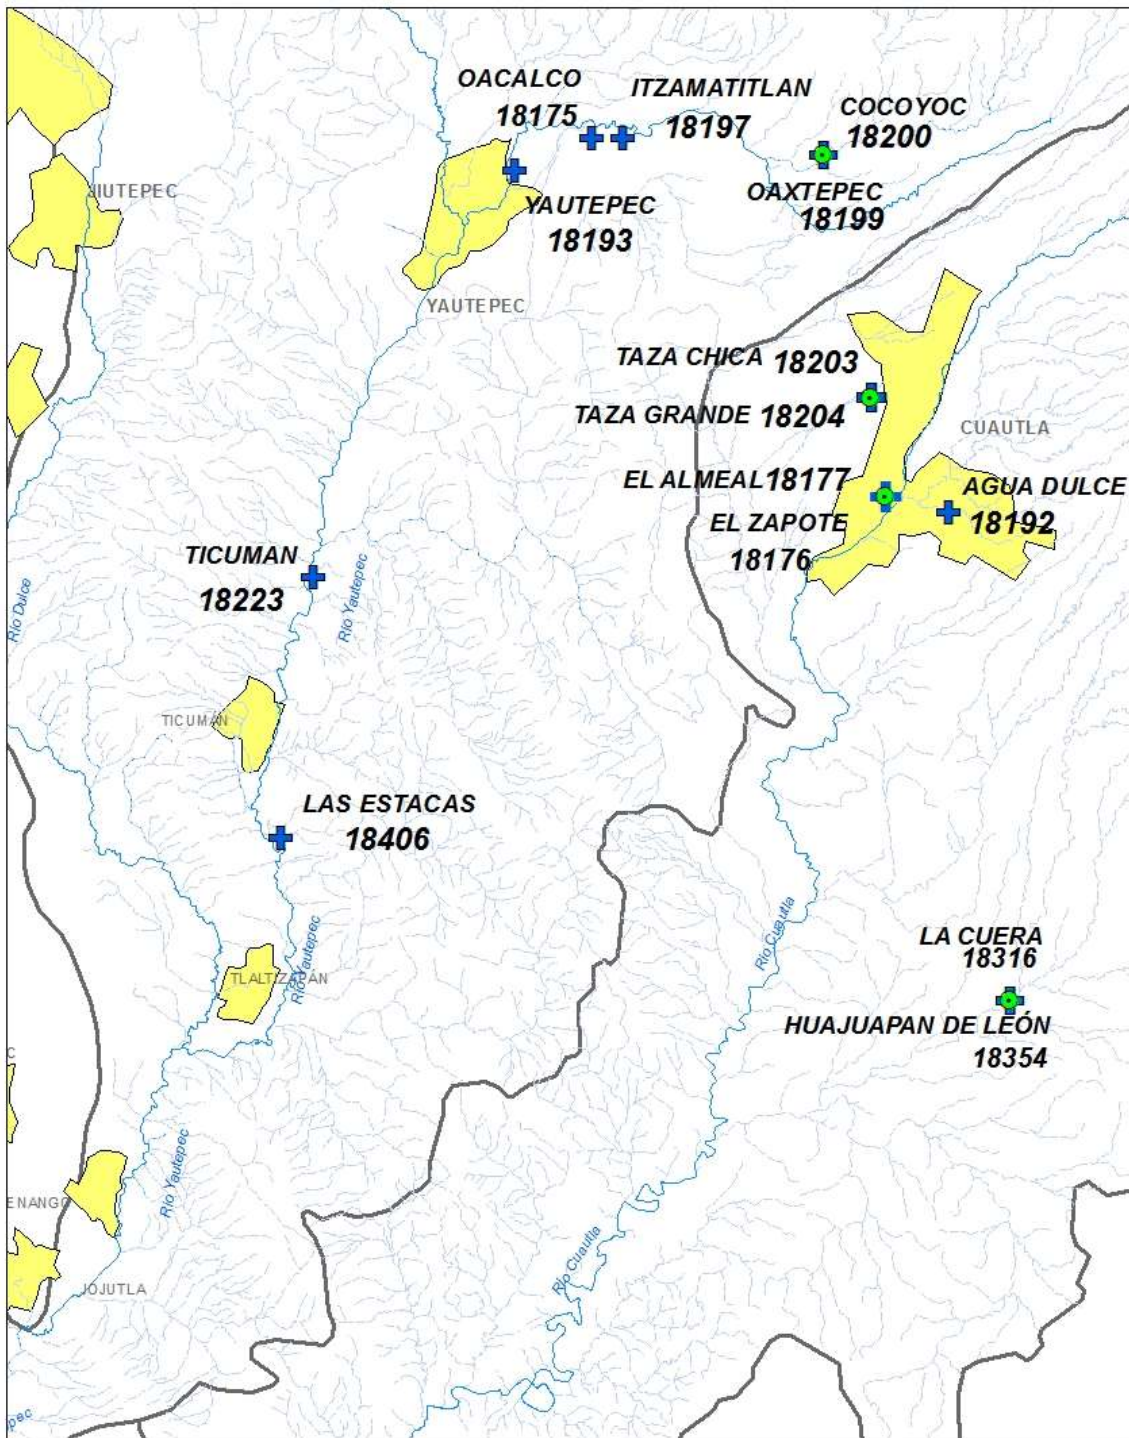 OACALCO
18175
ITZAMATITLAN
18197
COCOYOC
18200
JIUTEPEC
YAUTEPEC
18193
OAXTEPEC
18199
YAUTEPEC
TAZA CHICA 18203
TAZA GRANDE 18204
CUAUTLA
EL ALMEAL 18177
AGUA DULCE
18192
EL ZAPOTE
18176
TICUMAN
18223
Río Dulce
Río Yautepec
TICUMÁN
LAS ESTACAS
18406
Río Cuautla
LA CUERA
18316
TLALTIZAPÁN
Río Yautepec
HUAJUAPAN DE LEÓN
18354
C
Río Yautepec
ENANGO
Río Cuautla
JOJUTLA
tepec